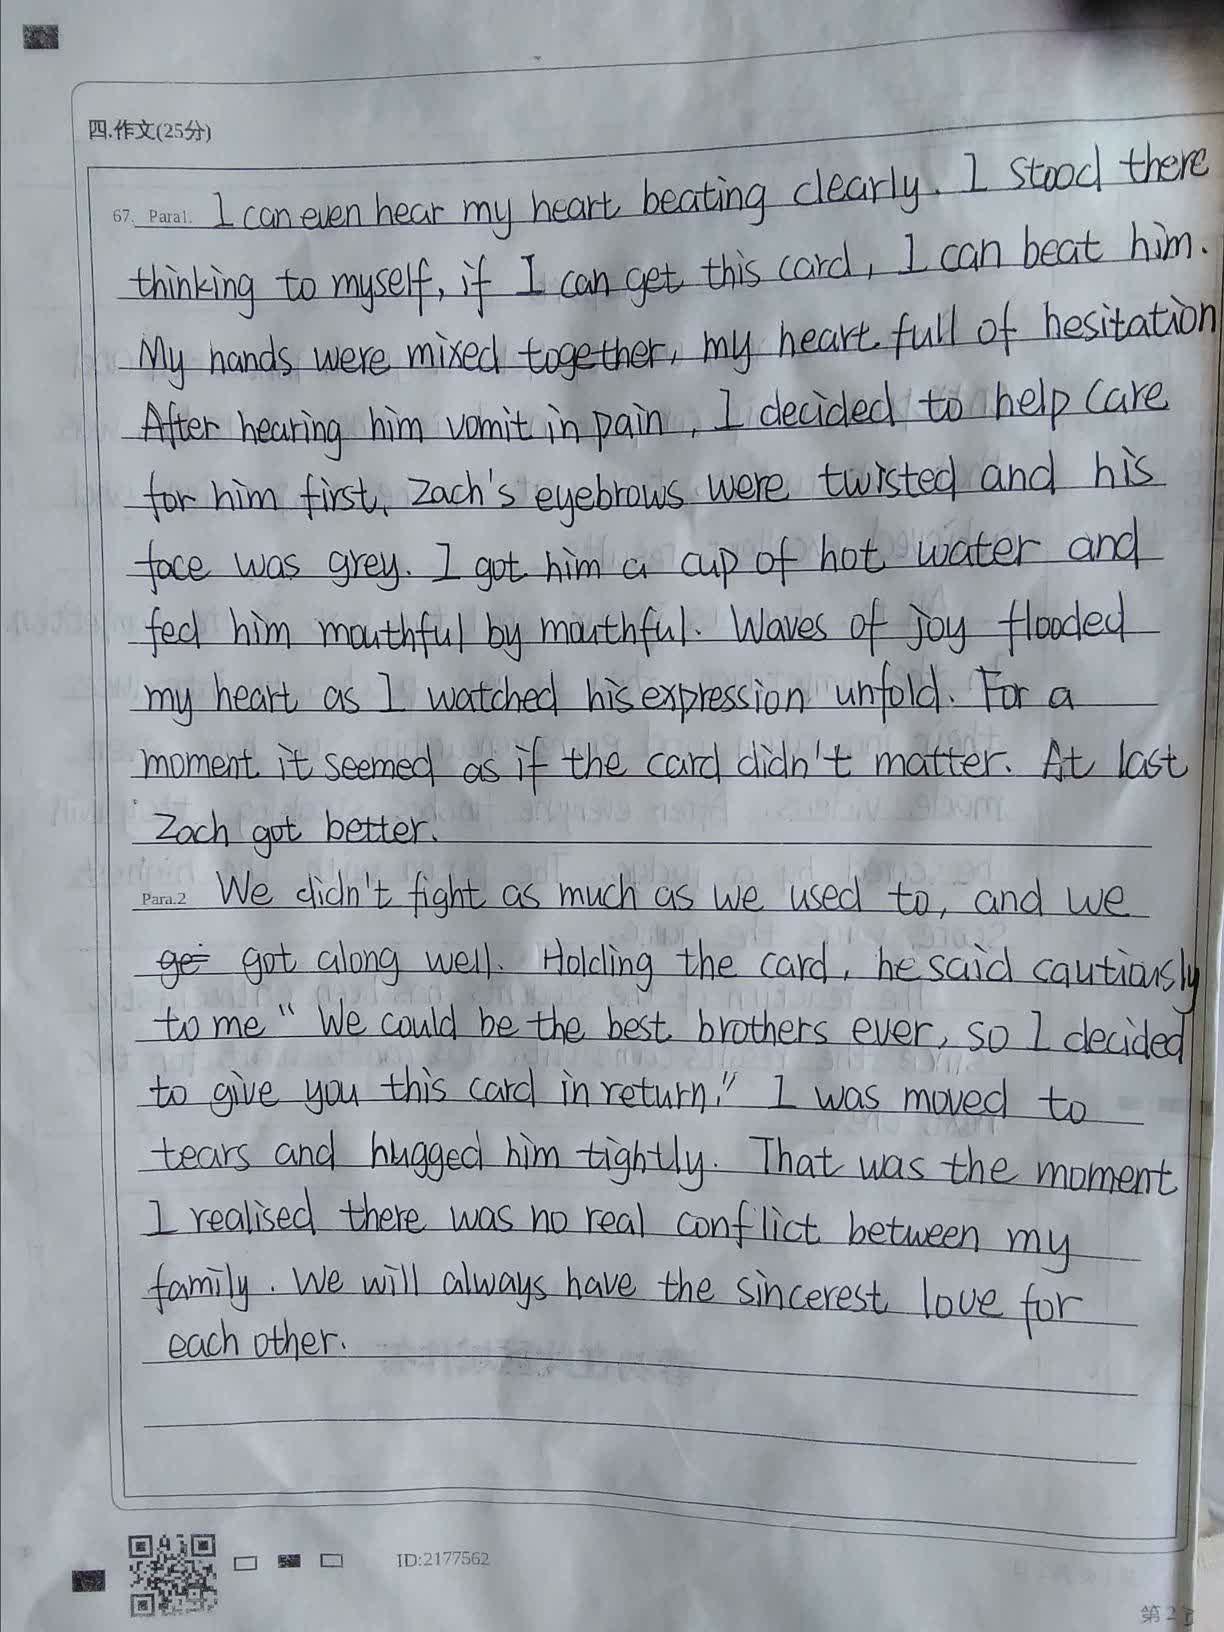 四.作文(25分)
67. Para1. I can even hear my heart beating clearly. I stood there
thinking to myself, if I can get this card, I can beat him.
My hands were mixed together, my heart full of hesitation
After hearing him vomit in pain, I decided to help care
for him first, Zach's eyebrows were twisted and his
face was grey. I got him a cup of hot water and
fed him mouthful by mouthful. Waves of joy flooded
my heart as I watched his expression unfold. For a
moment it seemed as if the card didn't matter. At last
Zach got better.
Para.2 We didn't fight as much as we used to, and we
ge got along well. Holding the card, he said cautiously
to me "We could be the best brothers ever, so I decided
to give you this card in return." I was moved to
tears and hugged him tightly. That was the moment
I realised there was no real conflict between my
family. We will always have the sincerest love for
each other.
ID:2177562
第2